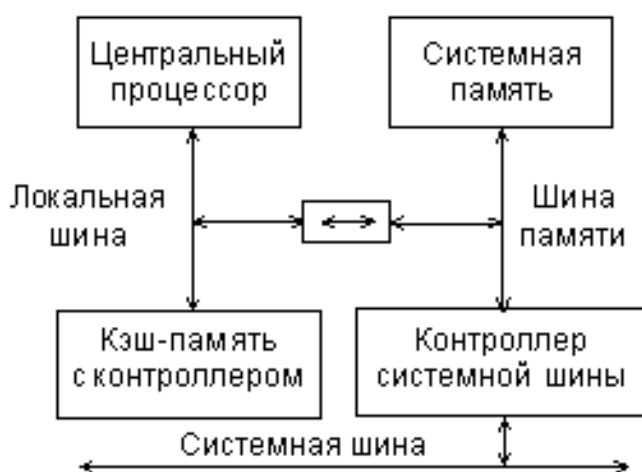 Центральный
процессор
Системная
память
Локальная
шина
Шина
памяти
Кэш-память
с контроллером
Контроллер
системной шины
Системная шина